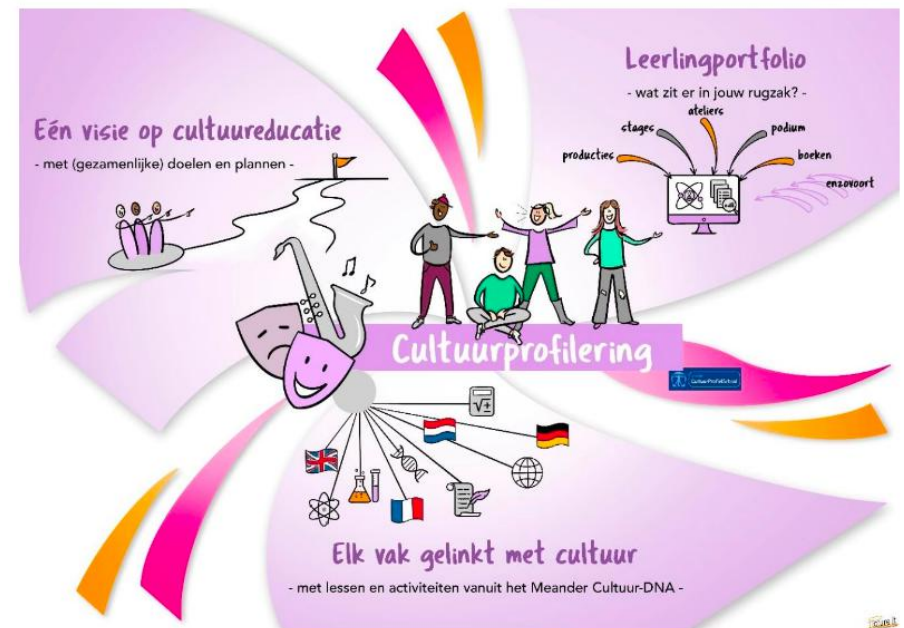 Eén visie op cultuureducatie
- met (gezamenlijke) doelen en plannen -
Leerlingportfolio
- wat zit er in jouw rugzak? -
ateliers
stages
podium
producties
boeken
enzovoort
Cultuurprofilering
CultuurProfielSchool
√±
Elk vak gelinkt met cultuur
- met lessen en activiteiten vanuit het Meander Cultuur-DNA -